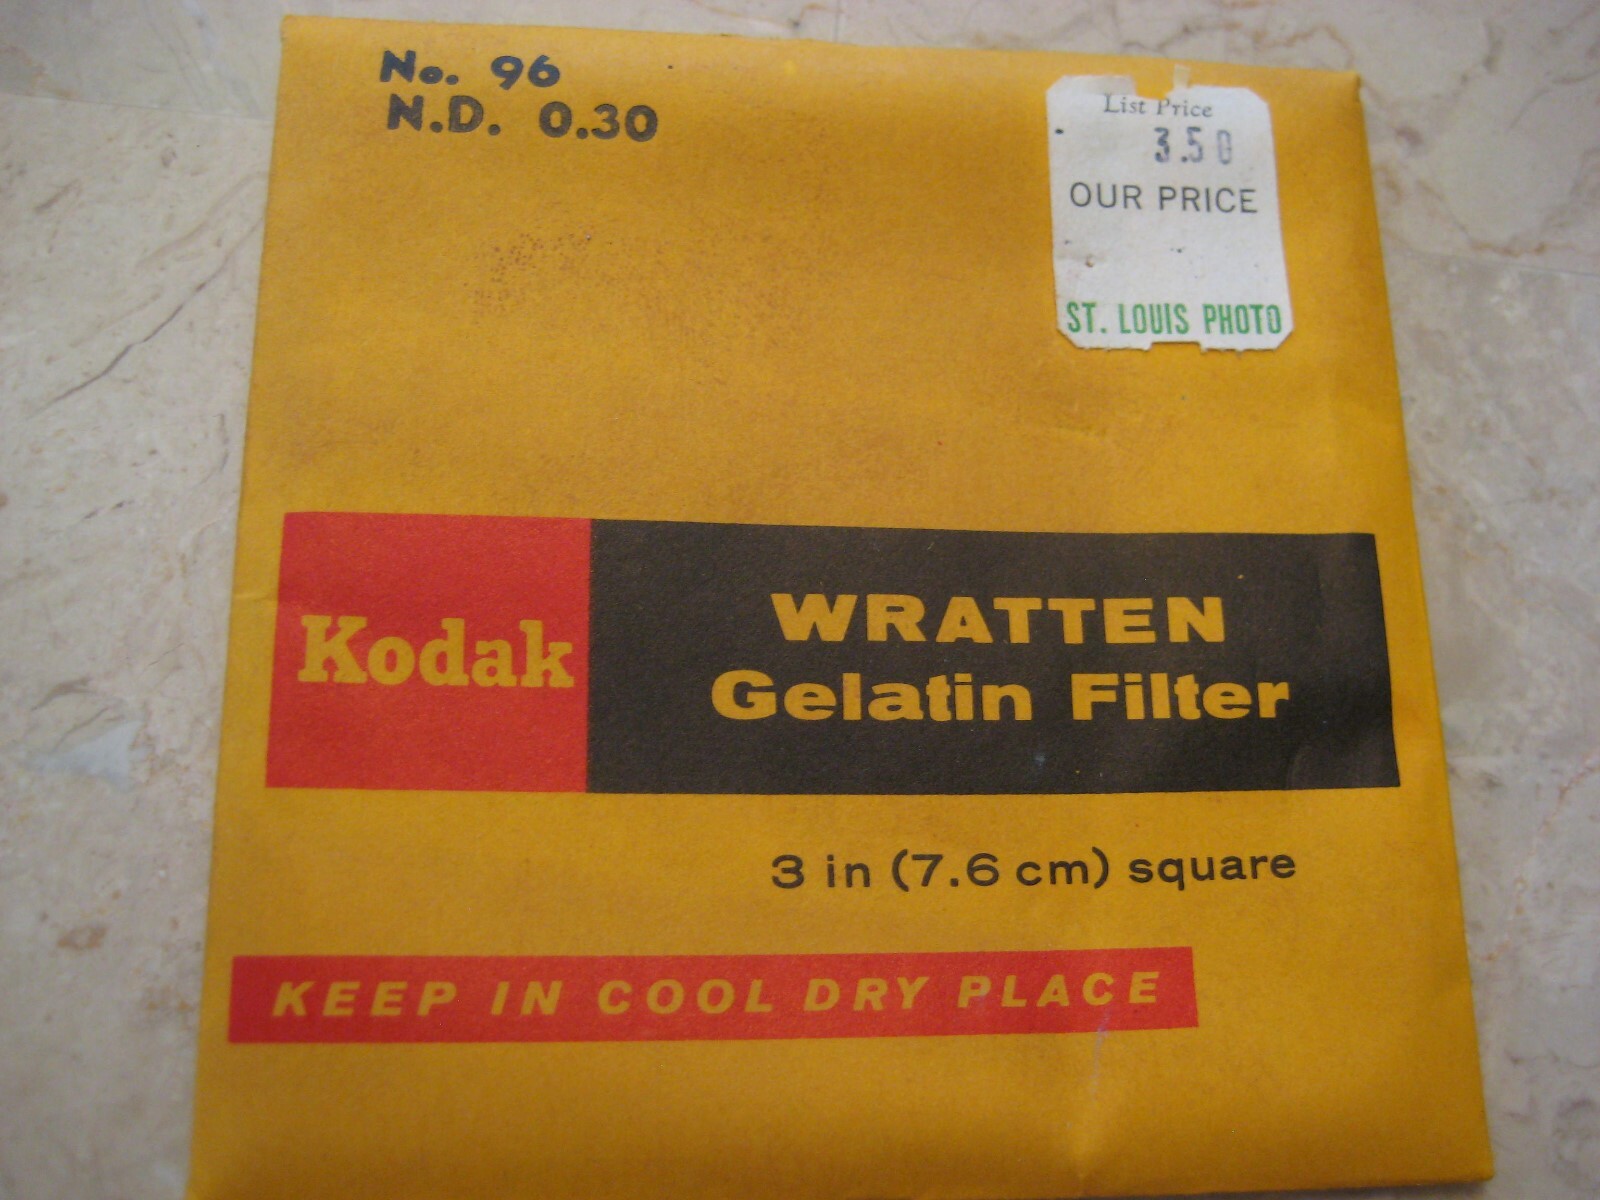 No. 96
N.D. 0.30
List Price
3.50
OUR PRICE
ST. LOUIS PHOTO
Kodak
WRATTEN
Gelatin Filter
3 in (7.6 cm) square
KEEP IN COOL DRY PLACE